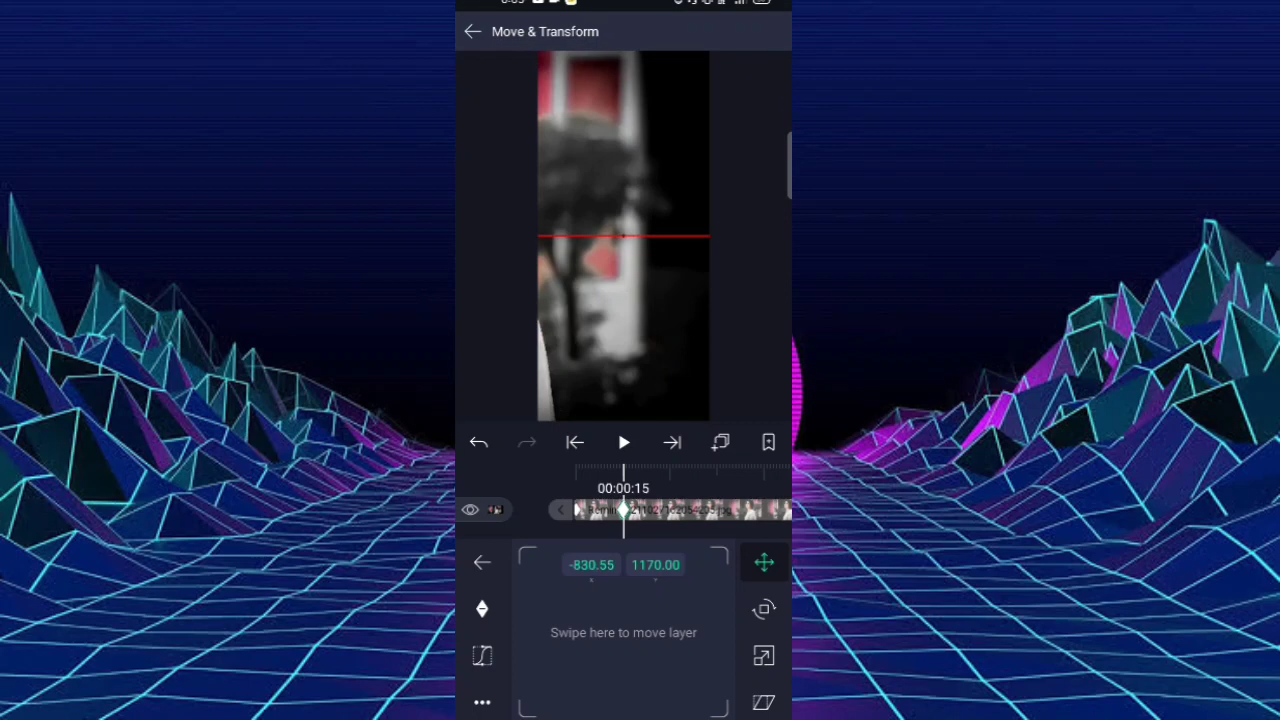 Move & Transform
00:00:15
-830.55 1170.00
Swipe here to move layer